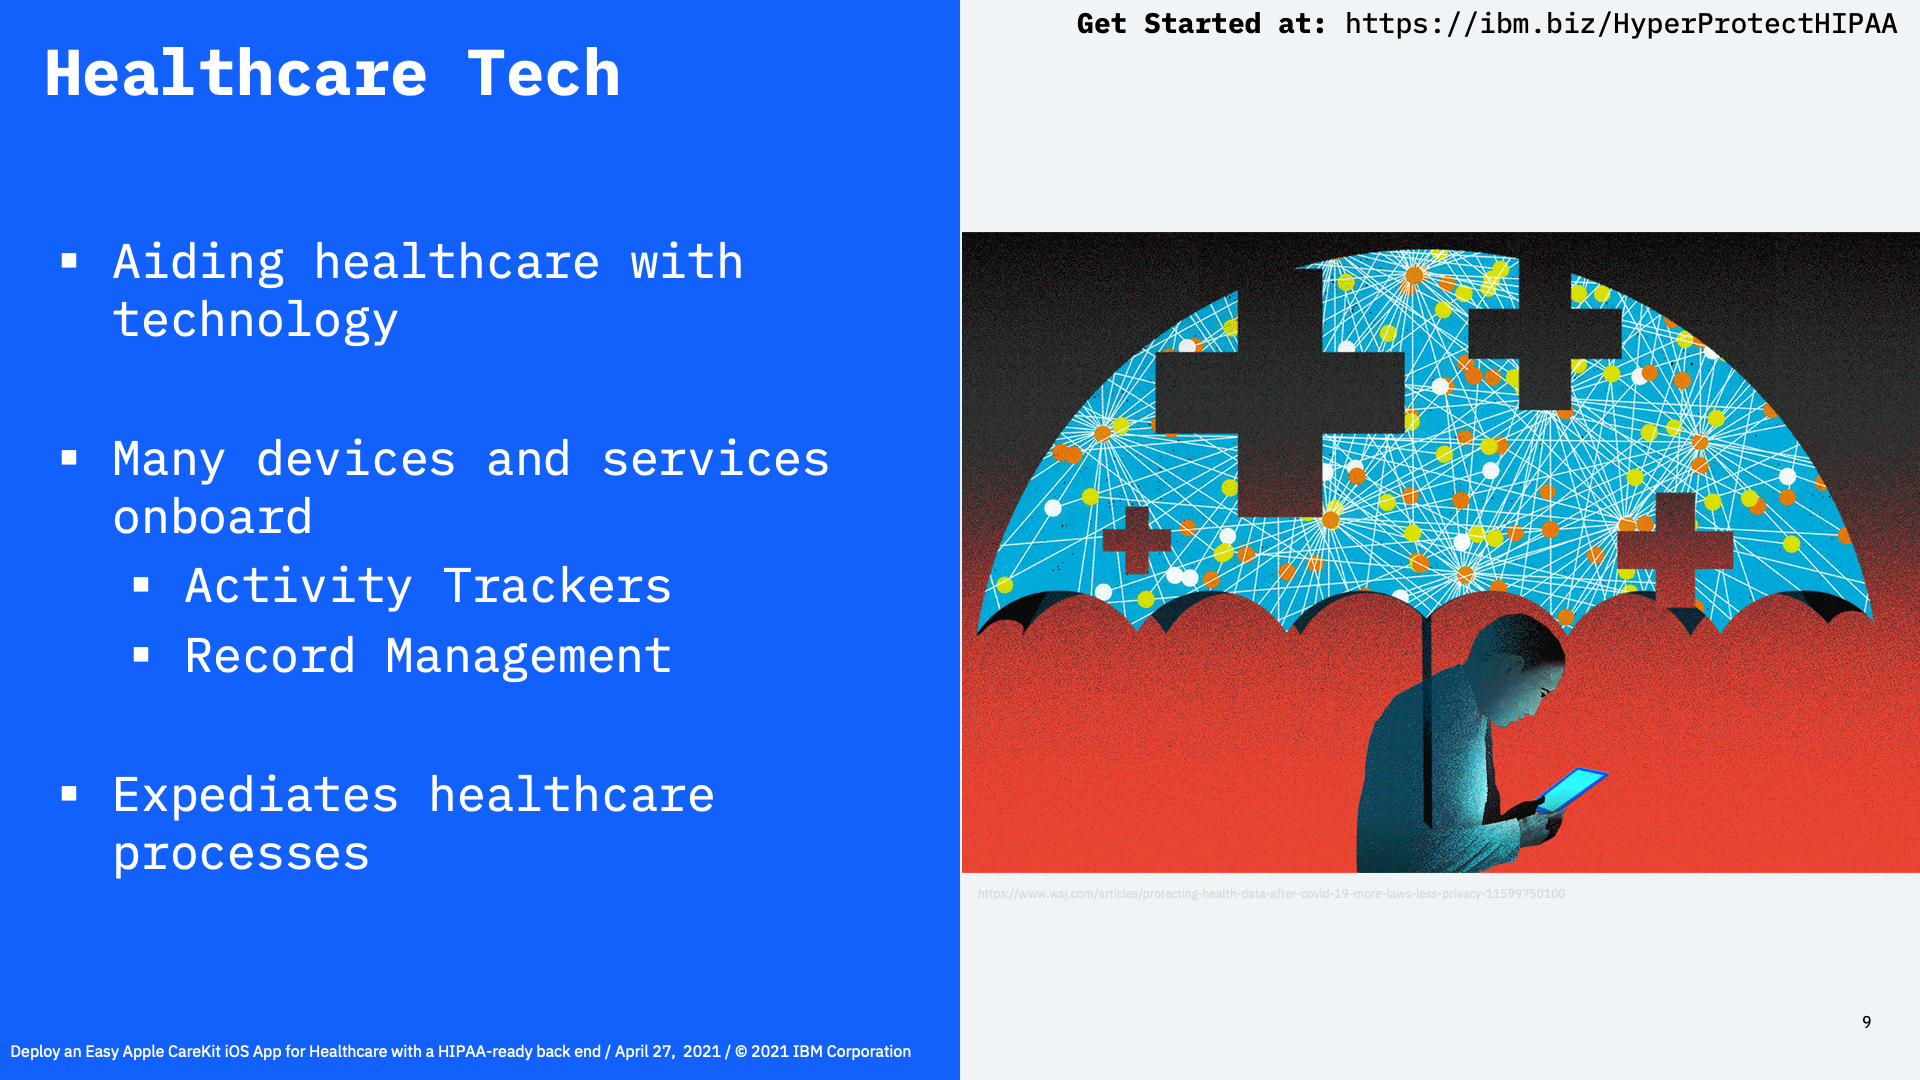 Get Started at: https://ibm.biz/HyperProtectHIPAA
Healthcare Tech
▪ Aiding healthcare with
technology
▪ Many devices and services
onboard
▪ Activity Trackers
▪ Record Management
▪ Expediates healthcare
processes
https://www.wsj.com/articles/protecting-health-data-after-covid-19-more-laws-less-privacy-11599750100
9
Deploy an Easy Apple CareKit iOS App for Healthcare with a HIPAA-ready back end / April 27, 2021 / © 2021 IBM Corporation